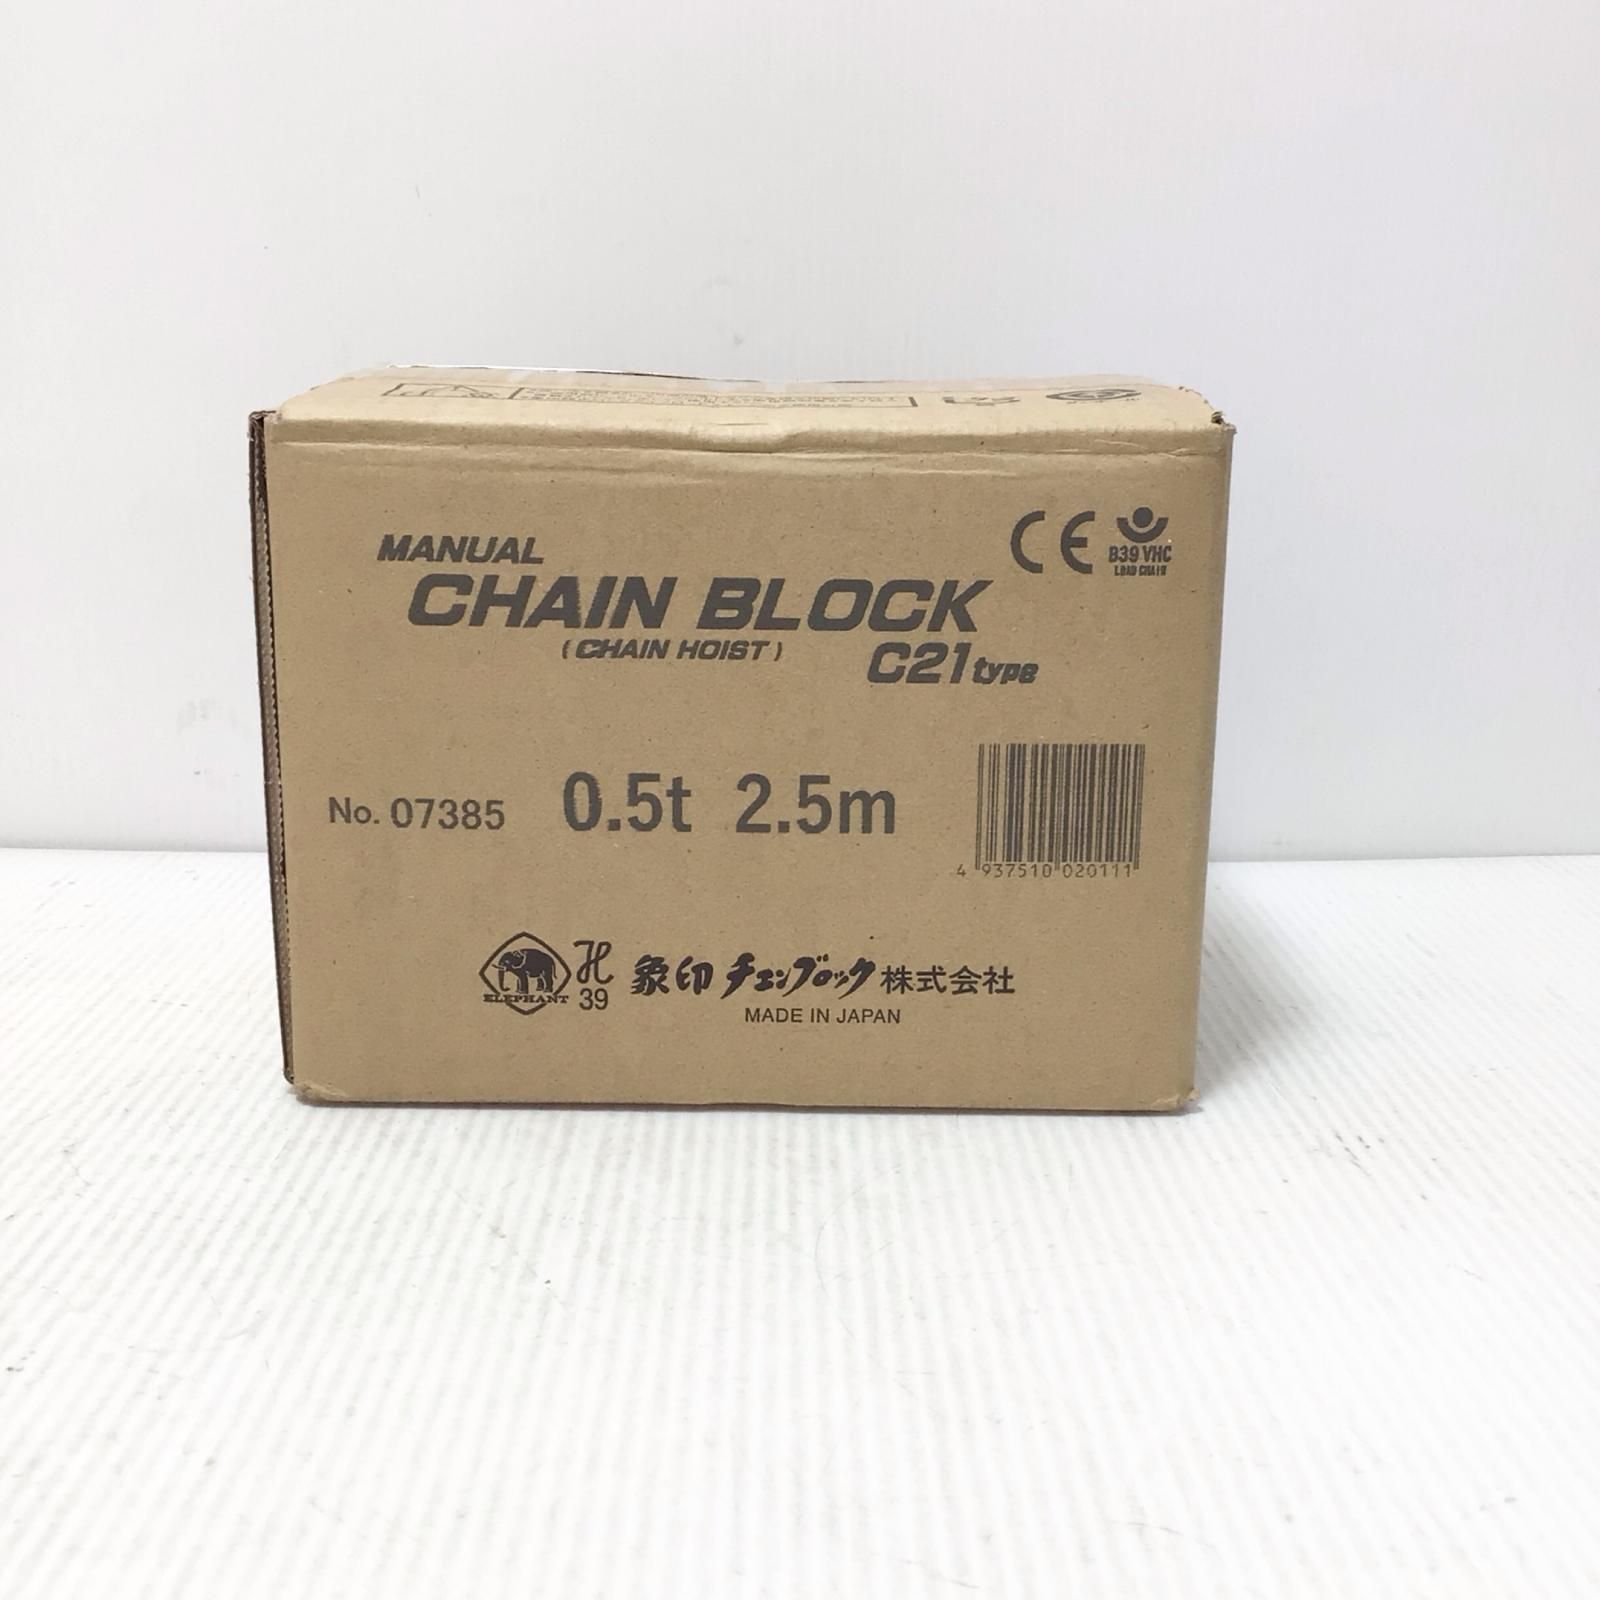 MANUAL
CHAIN BLOCK
(CHAIN HOIST)
C21 type
CE
B39 VHC
LOAD CHAIN
No. 07385
0.5t 2.5m
4 937510 020111
ELEPHANT
H
39
象印 チェンブロック 株式会社
MADE IN JAPAN